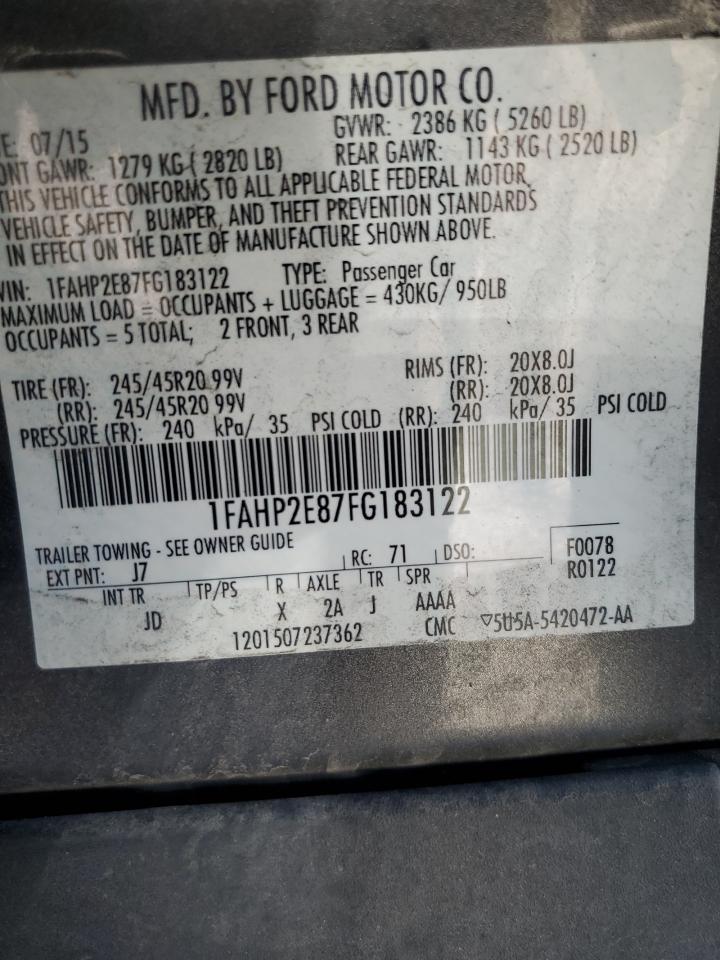 MFD. BY FORD MOTOR CO.
E: 07/15 GVWR: 2386 KG ( 5260 LB)
ONT GAWR: 1279 KG ( 2820 LB) REAR GAWR: 1143 KG ( 2520 LB)
THIS VEHICLE CONFORMS TO ALL APPLICABLE FEDERAL MOTOR
VEHICLE SAFETY, BUMPER, AND THEFT PREVENTION STANDARDS
IN EFFECT ON THE DATE OF MANUFACTURE SHOWN ABOVE.
VIN: 1FAHP2E87FG183122 TYPE: Passenger Car
MAXIMUM LOAD = OCCUPANTS + LUGGAGE = 430KG/ 950LB
OCCUPANTS = 5 TOTAL; 2 FRONT, 3 REAR
TIRE (FR): 245/45R20 99V RIMS (FR): 20X8.0J
(RR): 245/45R20 99V (RR): 20X8.0J
PRESSURE (FR): 240 kPa/ 35 PSI COLD (RR): 240 kPa/ 35 PSI COLD
1FAHP2E87FG183122
TRAILER TOWING - SEE OWNER GUIDE
EXT PNT: J7 RC: 71 DSO: F0078
INT TR TP/PS R AXLE TR SPR R0122
JD X 2A J AAAA
1201507237362 CMC ▽5U5A-5420472-AA